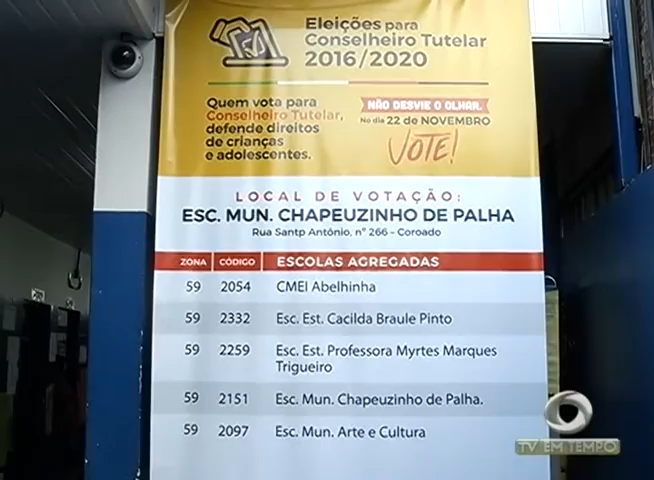 Eleições para
Conselheiro Tutelar
2016/2020
Quem vota para
Conselheiro Tutelar,
defende direitos
de crianças
e adolescentes.
NÃO DESVIE O OLHAR.
No dia 22 de NOVEMBRO
VOTE!
LOCAL DE VOTAÇÃO:
ESC. MUN. CHAPEUZINHO DE PALHA
Rua Santp Antônio, nº 266 - Coroado
ZONA CÓDIGO ESCOLAS AGREGADAS
59 2054 CMEI Abelhinha
59 2332 Esc. Est. Cacilda Braule Pinto
59 2259 Esc. Est. Professora Myrtes Marques
Trigueiro
59 2151 Esc. Mun. Chapeuzinho de Palha.
59 2097 Esc. Mun. Arte e Cultura
TV EM TEMPO